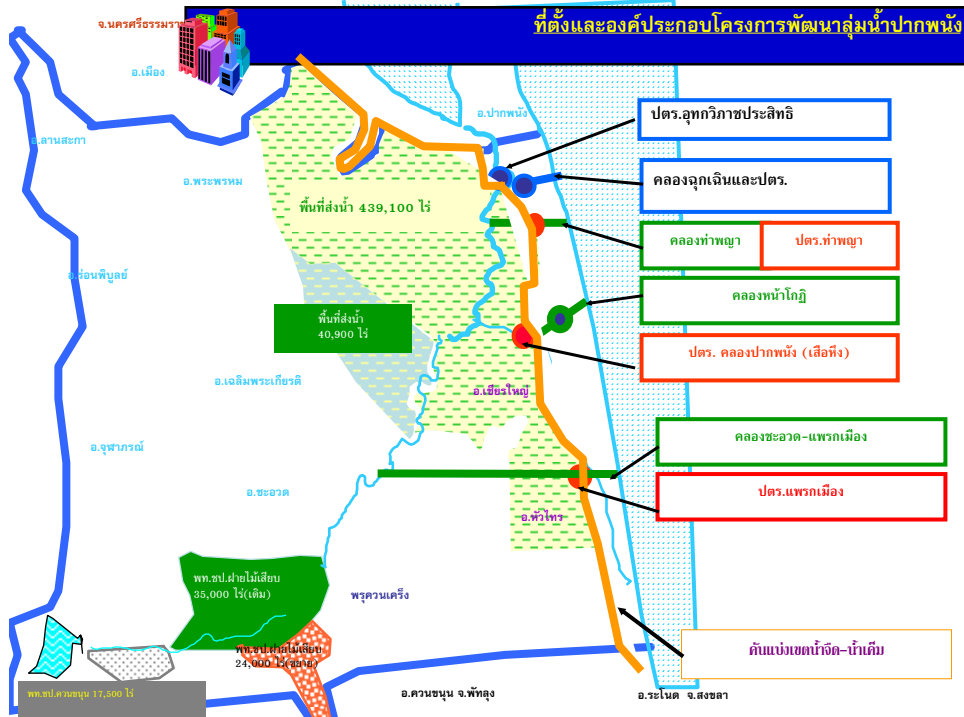 ที่ตั้งและองค์ประกอบโครงการพัฒนาลุ่มน้ำปากพนัง
จ.นครศรีธรรมรา
อ.เมือง
อ.ปากพนัง
ปตร.อุทกวิภาชประสิทธิ
อ.ลานสะกา
อ.พระพรหม
คลองฉุกเฉินและปตร.
พื้นที่ส่งน้ำ 439,100 ไร่
คลองท่าพญา
ปตร.ท่าพญา
อ.ร่อนพิบูลย์
คลองหน้าโกฏิ
พื้นที่ส่งน้ำ
40,900 ไร่
ปตร. คลองปากพนัง (เสือหึง)
อ.เฉลิมพระเกียรติ
อ.เชียรใหญ่
อ.จุฬาภรณ์
คลองชะอวด-แพรกเมือง
อ.ชะอวด
ปตร.แพรกเมือง
อ.หัวไทร
พท.ชป.ฝายไม้เสียบ
35,000 ไร่(เดิม)
พรุควนเคร็ง
พท.ชป.ฝายไม้เสียบ
24,000 ไร่(ขยาย)
คันแบ่งเขตน้ำจืด-น้ำเค็ม
พท.ชป.ควนขนุน 17,500 ไร่
อ.ควนขนุน จ.พัทลุง
อ.ระโนด จ.สงขลา